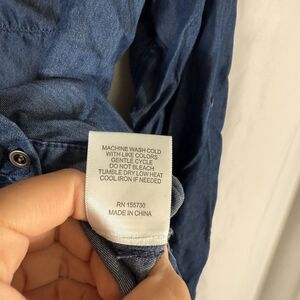 MACHINE WASH COLD
WITH LIKE COLORS
GENTLE CYCLE
DO NOT BLEACH
TUMBLE DRY LOW HEAT
COOL IRON IF NEEDED
RN 155730
MADE IN CHINA